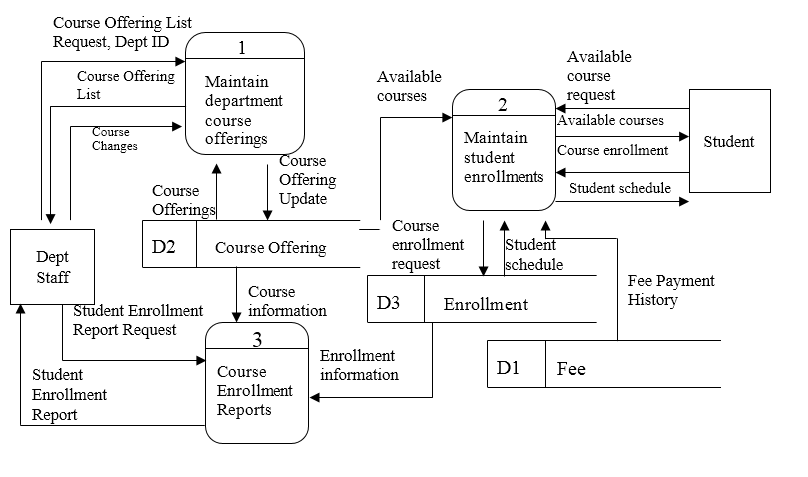 Course Offering List
Request, Dept ID
Course Offering
List
Course
Changes
1
Maintain
department
course
offerings
Available
courses
2
Maintain
student
enrollments
Available
course
request
Available courses
Course enrollment
Student schedule
Student
Course
Offerings
Course
Offering
Update
D2
Course Offering
Dept
Staff
Course
enrollment
request
Student
schedule
Fee Payment
History
D3
Enrollment
D1
Fee
Course
information
Student Enrollment
Report Request
3
Course
Enrollment
Reports
Enrollment
information
Student
Enrollment
Report